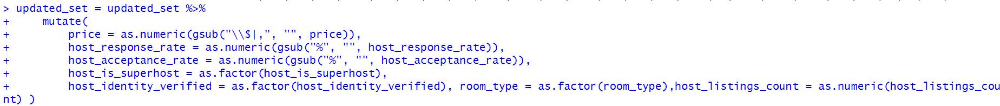 > updated_set = updated_set %>%
+     mutate(
+         price = as.numeric(gsub("\\$|,", "", price)),
+         host_response_rate = as.numeric(gsub("%", "", host_response_rate)),
+         host_acceptance_rate = as.numeric(gsub("%", "", host_acceptance_rate)),
+         host_is_superhost = as.factor(host_is_superhost),
+         host_identity_verified = as.factor(host_identity_verified), room_type = as.factor(room_type),host_listings_count = as.numeric(host_listings_cou
nt) )